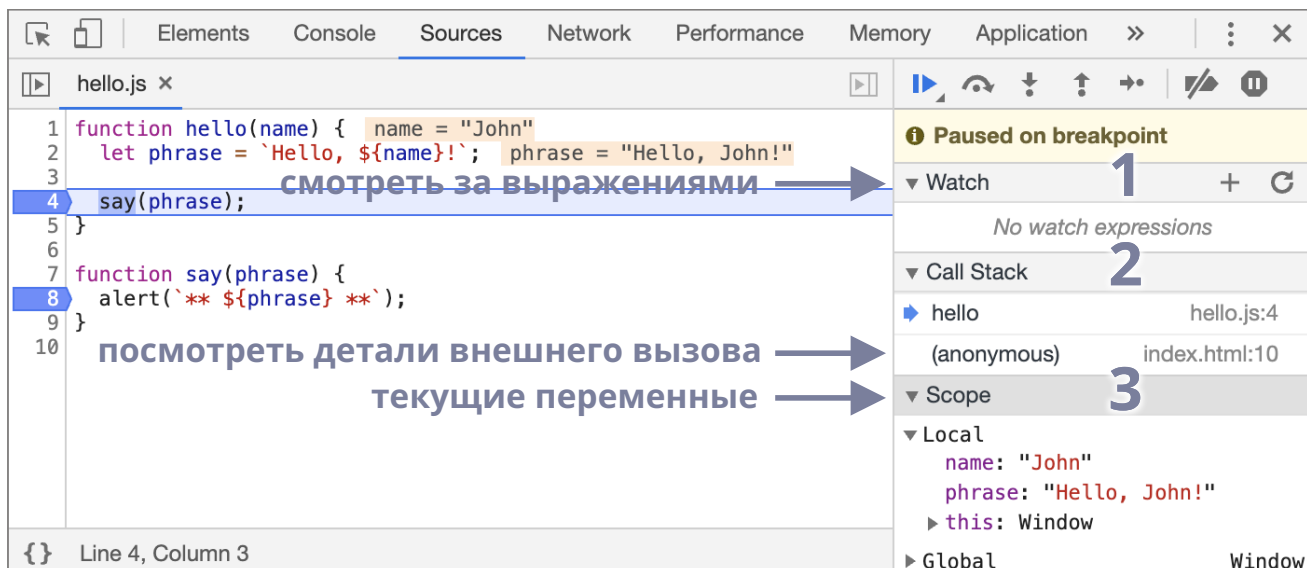 Elements Console Sources Network Performance Memory Application »
hello.js ×
1 function hello(name) { name = "John"
2 let phrase = `Hello, ${name}!`; phrase = "Hello, John!"
3
4 say(phrase);
5 }
6
7 function say(phrase) {
8 alert(`** ${phrase} **`);
9 }
10
смотреть за выражениями
посмотреть детали внешнего вызова
текущие переменные
{} Line 4, Column 3
Paused on breakpoint
1
Watch
No watch expressions
2
Call Stack
hello hello.js:4
(anonymous) index.html:10
3
Scope
Local
name: "John"
phrase: "Hello, John!"
this: Window
Global Window